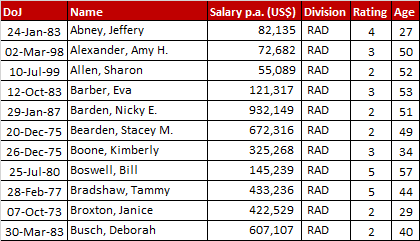 DoJ Name Salary p.a. (US$) Division Rating Age
24-Jan-83 Abney, Jeffery 82,135 RAD 4 27
02-Mar-98 Alexander, Amy H. 72,682 RAD 3 50
10-Jul-99 Allen, Sharon 55,089 RAD 2 52
12-Oct-83 Barber, Eva 121,317 RAD 3 53
29-Jan-87 Barden, Nicky E. 932,149 RAD 2 51
20-Dec-75 Bearden, Stacey M. 672,316 RAD 2 49
26-Dec-75 Boone, Kimberly 325,268 RAD 3 34
25-Jul-80 Boswell, Bill 145,239 RAD 5 57
28-Feb-77 Bradshaw, Tammy 433,236 RAD 5 44
07-Oct-73 Broxton, Janice 422,529 RAD 2 29
30-Mar-83 Busch, Deborah 607,107 RAD 2 40